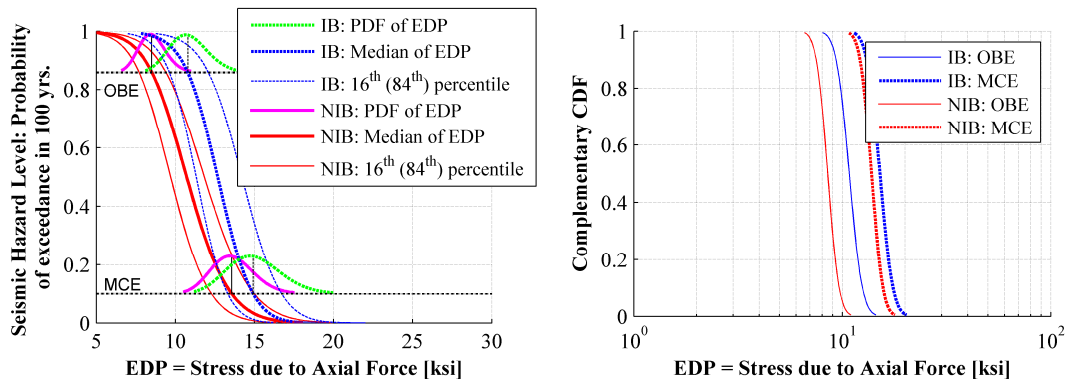 Seismic Hazard Level: Probability
of exceedance in 100 yrs.
1
0.8
0.6
0.4
0.2
0
OBE
MCE
IB: PDF of EDP
IB: Median of EDP
IB: 16th (84th) percentile
NIB: PDF of EDP
NIB: Median of EDP
NIB: 16th (84th) percentile
5 10 15 20 25 30
EDP = Stress due to Axial Force [ksi]
Complementary CDF
1
0.8
0.6
0.4
0.2
0
IB: OBE
IB: MCE
NIB: OBE
NIB: MCE
10^0 10^1 10^2
EDP = Stress due to Axial Force [ksi]